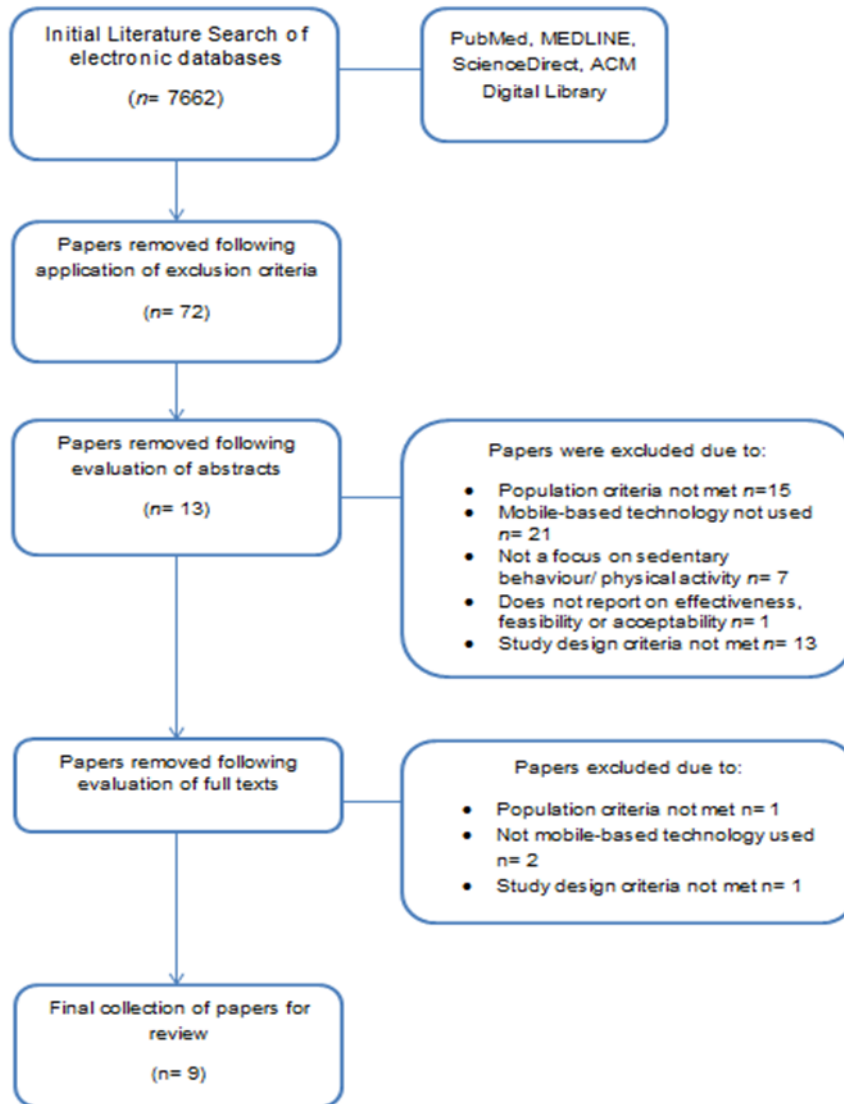 Initial Literature Search of
electronic databases
(n= 7662)
PubMed, MEDLINE,
ScienceDirect, ACM
Digital Library
Papers removed following
application of exclusion criteria
(n= 72)
Papers removed following
evaluation of abstracts
(n= 13)
Papers were excluded due to:
• Population criteria not met n=15
• Mobile-based technology not used
n= 21
• Not a focus on sedentary
behaviour/ physical activity n= 7
• Does not report on effectiveness,
feasibility or acceptability n= 1
• Study design criteria not met n= 13
Papers removed following
evaluation of full texts
Papers excluded due to:
• Population criteria not met n= 1
• Not mobile-based technology used
n= 2
• Study design criteria not met n= 1
Final collection of papers for
review
(n= 9)